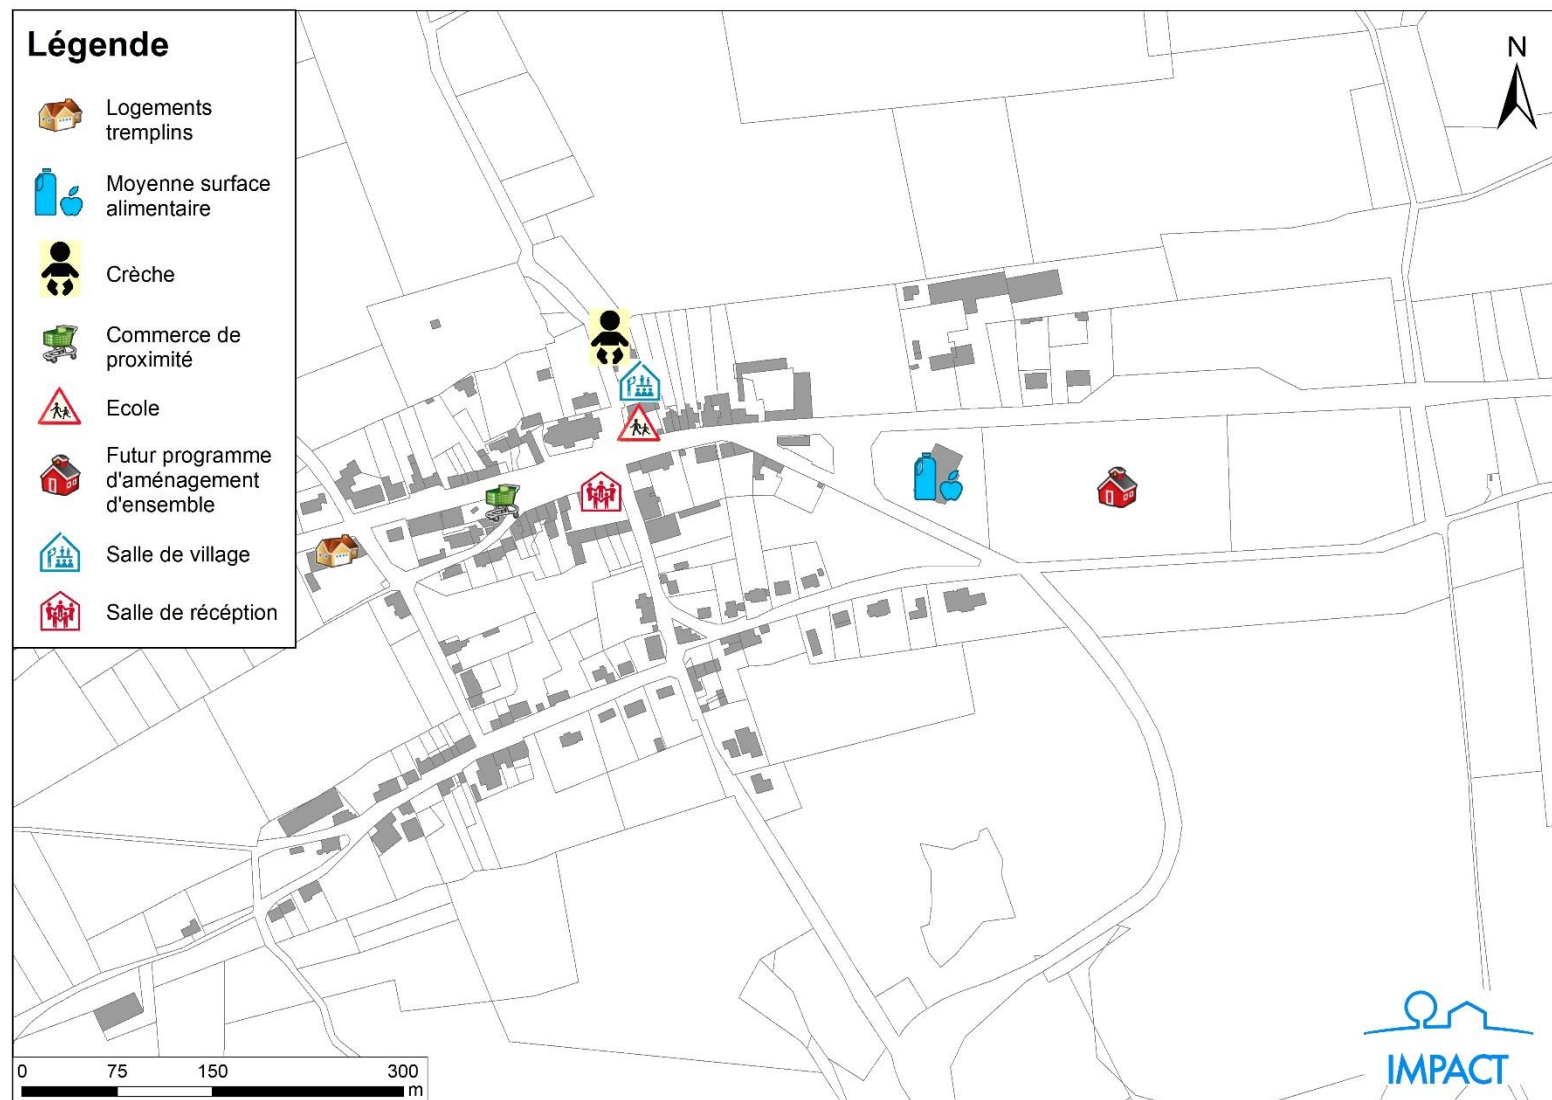 Légende
Logements
tremplins
Moyenne surface
alimentaire
Crèche
Commerce de
proximité
Ecole
Futur programme
d'aménagement
d'ensemble
Salle de village
Salle de récéption
N
0 75 150 300
m
IMPACT